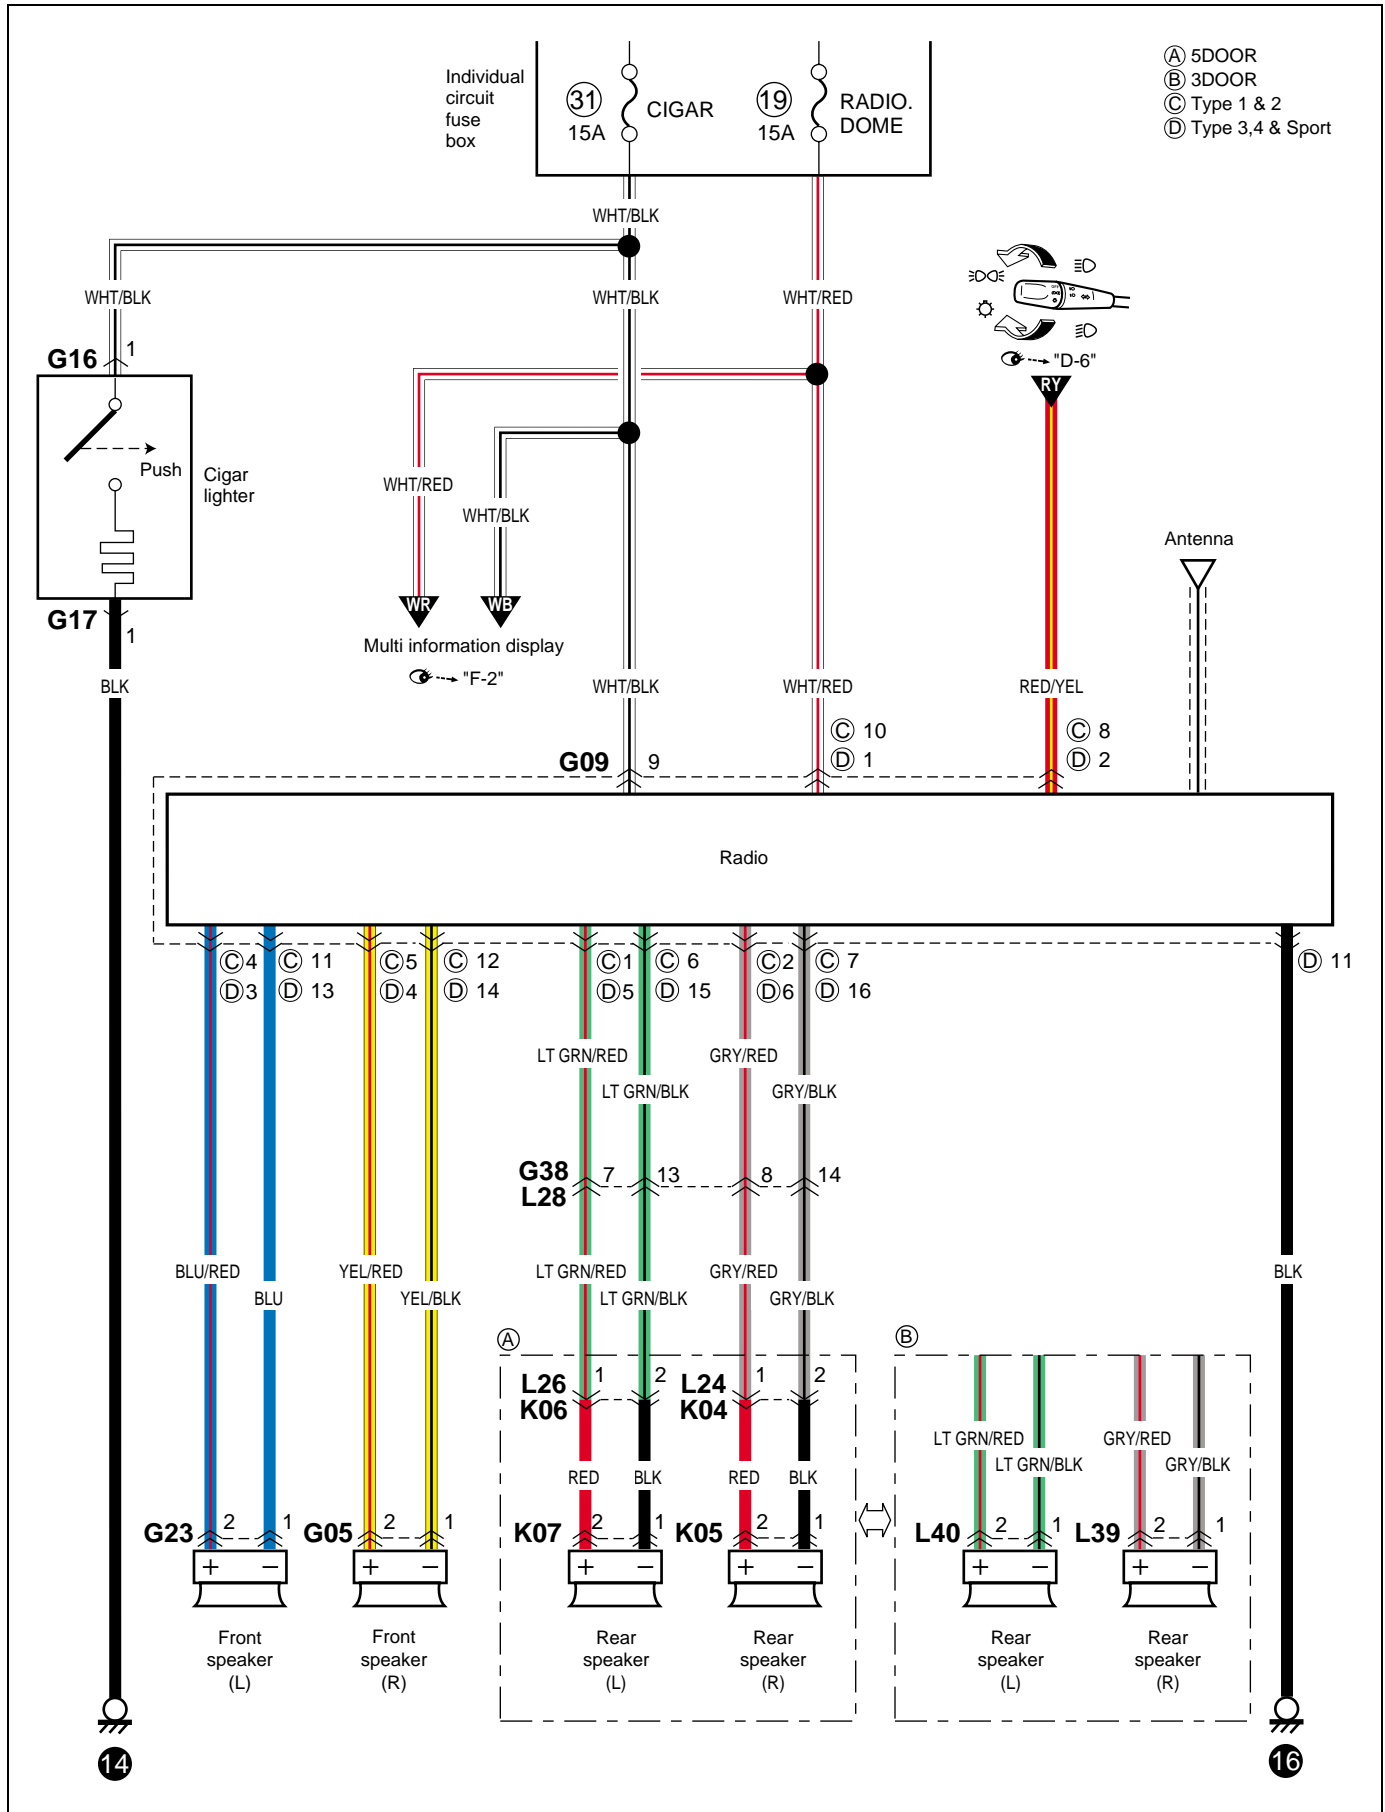 Individual
circuit
fuse
box
31
15A
CIGAR
19
15A
RADIO.
DOME
A 5DOOR
B 3DOOR
C Type 1 & 2
D Type 3,4 & Sport
WHT/BLK
WHT/BLK
WHT/BLK
WHT/RED
"D-6"
RY
G16
1
Push
Cigar
lighter
G17
1
WHT/RED
WHT/BLK
WR
WB
Multi information display
"F-2"
Antenna
BLK
WHT/BLK
WHT/RED
RED/YEL
G09
9
C 10
D 1
C 8
D 2
Radio
C 4
D 3
C 11
D 13
C 5
D 4
C 12
D 14
C 1
D 5
C 6
D 15
C 2
D 6
C 7
D 16
D 11
LT GRN/RED
GRY/RED
LT GRN/BLK
GRY/BLK
G38
L28
7
13
8
14
BLU/RED
YEL/RED
LT GRN/RED
GRY/RED
BLK
BLU
YEL/BLK
LT GRN/BLK
GRY/BLK
A
B
L26
K06
1
2
L24
K04
1
2
LT GRN/RED
GRY/RED
LT GRN/BLK
GRY/BLK
RED
BLK
RED
BLK
G23
2
1
G05
2
1
K07
2
1
K05
2
1
L40
2
1
L39
2
1
+ −
+ −
+ −
+ −
+ −
+ −
Front
speaker
(L)
Front
speaker
(R)
Rear
speaker
(L)
Rear
speaker
(R)
Rear
speaker
(L)
Rear
speaker
(R)
14
16